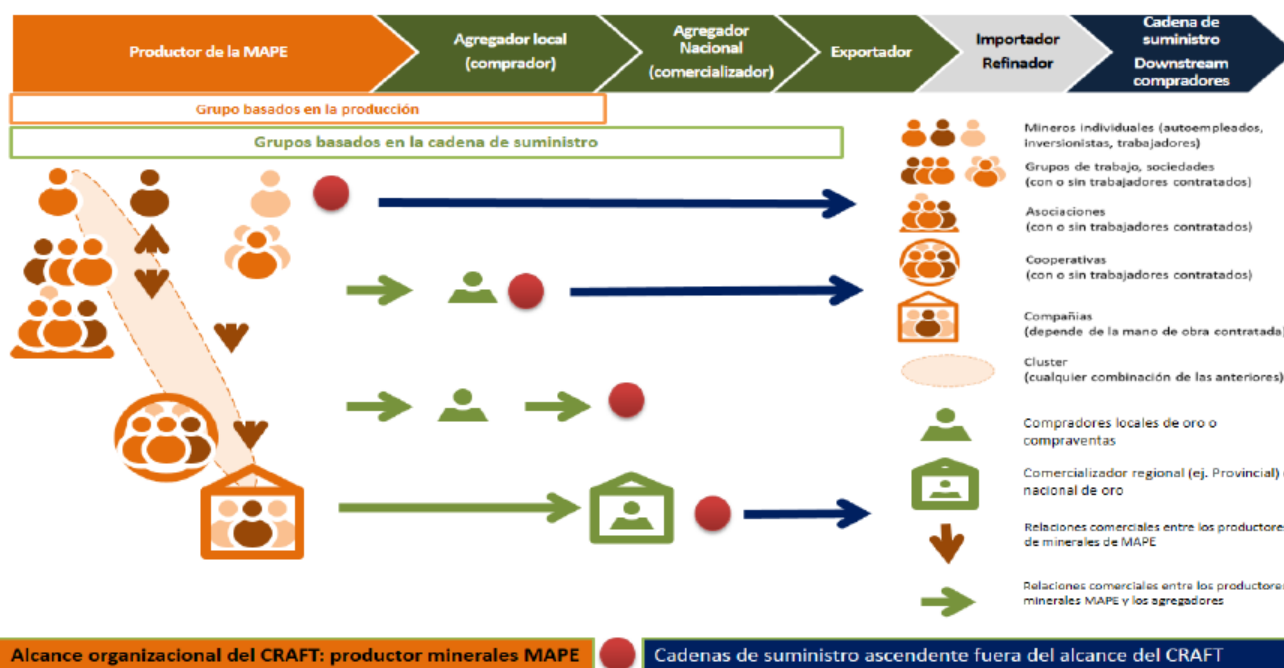 Productor de la MAPE
Agregador local
(comprador)
Agregador
Nacional
(comercializador)
Exportador
Importador
Refinador
Cadena de
suministro
Downstream
compradores
Grupo basados en la producción
Grupos basados en la cadena de suministro
Mineros individuales (autoempleados,
inversionistas, trabajadores)
Grupos de trabajo, sociedades
(con o sin trabajadores contratados)
Asociaciones
(con o sin trabajadores contratados)
Cooperativas
(con o sin trabajadores contratados)
Compañias
(depende de la mano de obra contratada)
Cluster
(cualquier combinación de las anteriores)
Compradores locales de oro o
compraventas
Comercializador regional (ej. Provincial)
nacional de oro
Relaciones comerciales entre los productores
de minerales de MAPE
Relaciones comerciales entre los productores
minerales MAPE y los agregadores
Alcance organizacional del CRAFT: productor minerales MAPE
Cadenas de suministro ascendente fuera del alcance del CRAFT